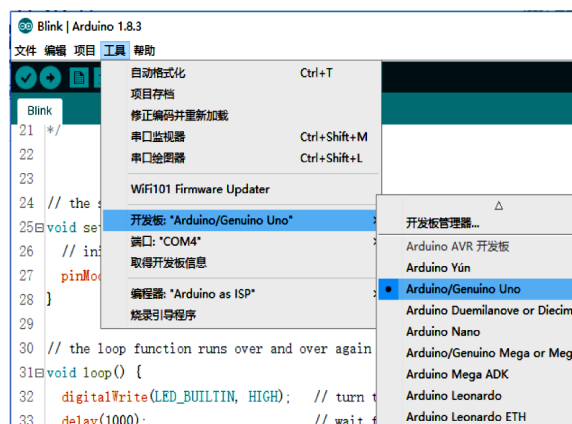 Blink | Arduino 1.8.3
文件 编辑 项目 工具 帮助
Blink
自动格式化 Ctrl+T
项目存档
修正编码并重新加载
串口监视器 Ctrl+Shift+M
串口绘图器 Ctrl+Shift+L
WiFi101 Firmware Updater
开发板: "Arduino/Genuino Uno"
端口: "COM4"
取得开发板信息
编程器: "Arduino as ISP"
烧录引导程序
开发板管理器...
Arduino AVR 开发板
Arduino Yún
Arduino/Genuino Uno
Arduino Duemilanove or Diecim
Arduino Nano
Arduino/Genuino Mega or Meg
Arduino Mega ADK
Arduino Leonardo
Arduino Leonardo ETH
21 */
22
23
24 // the s
25 void se
26 // ini
27 pinMo
28 }
29
30 // the loop function runs over and over again
31 void loop() {
32 digitalWrite(LED_BUILTIN, HIGH); // turn t
33 delay(1000); // wait f